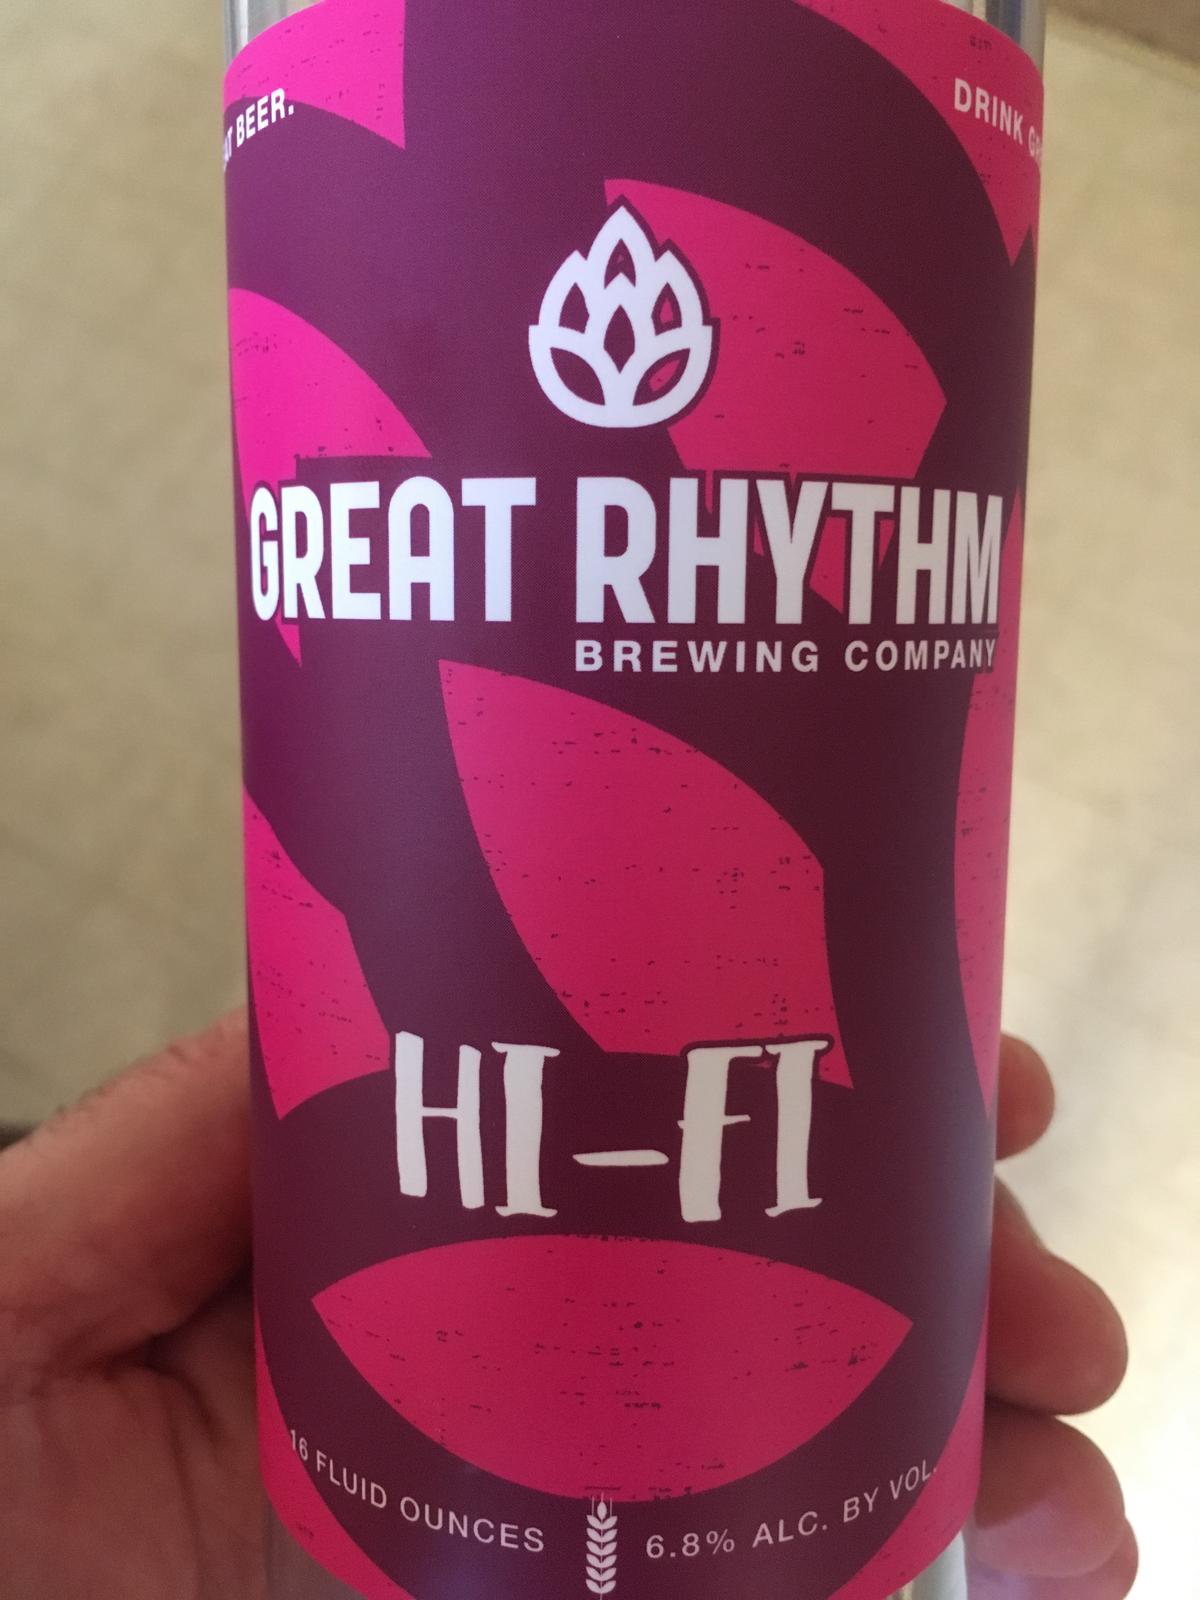 BEER.
DRINK
GREAT RHYTHM
BREWING COMPANY
HI-FI
16 FLUID OUNCES
6.8% ALC. BY VOL.